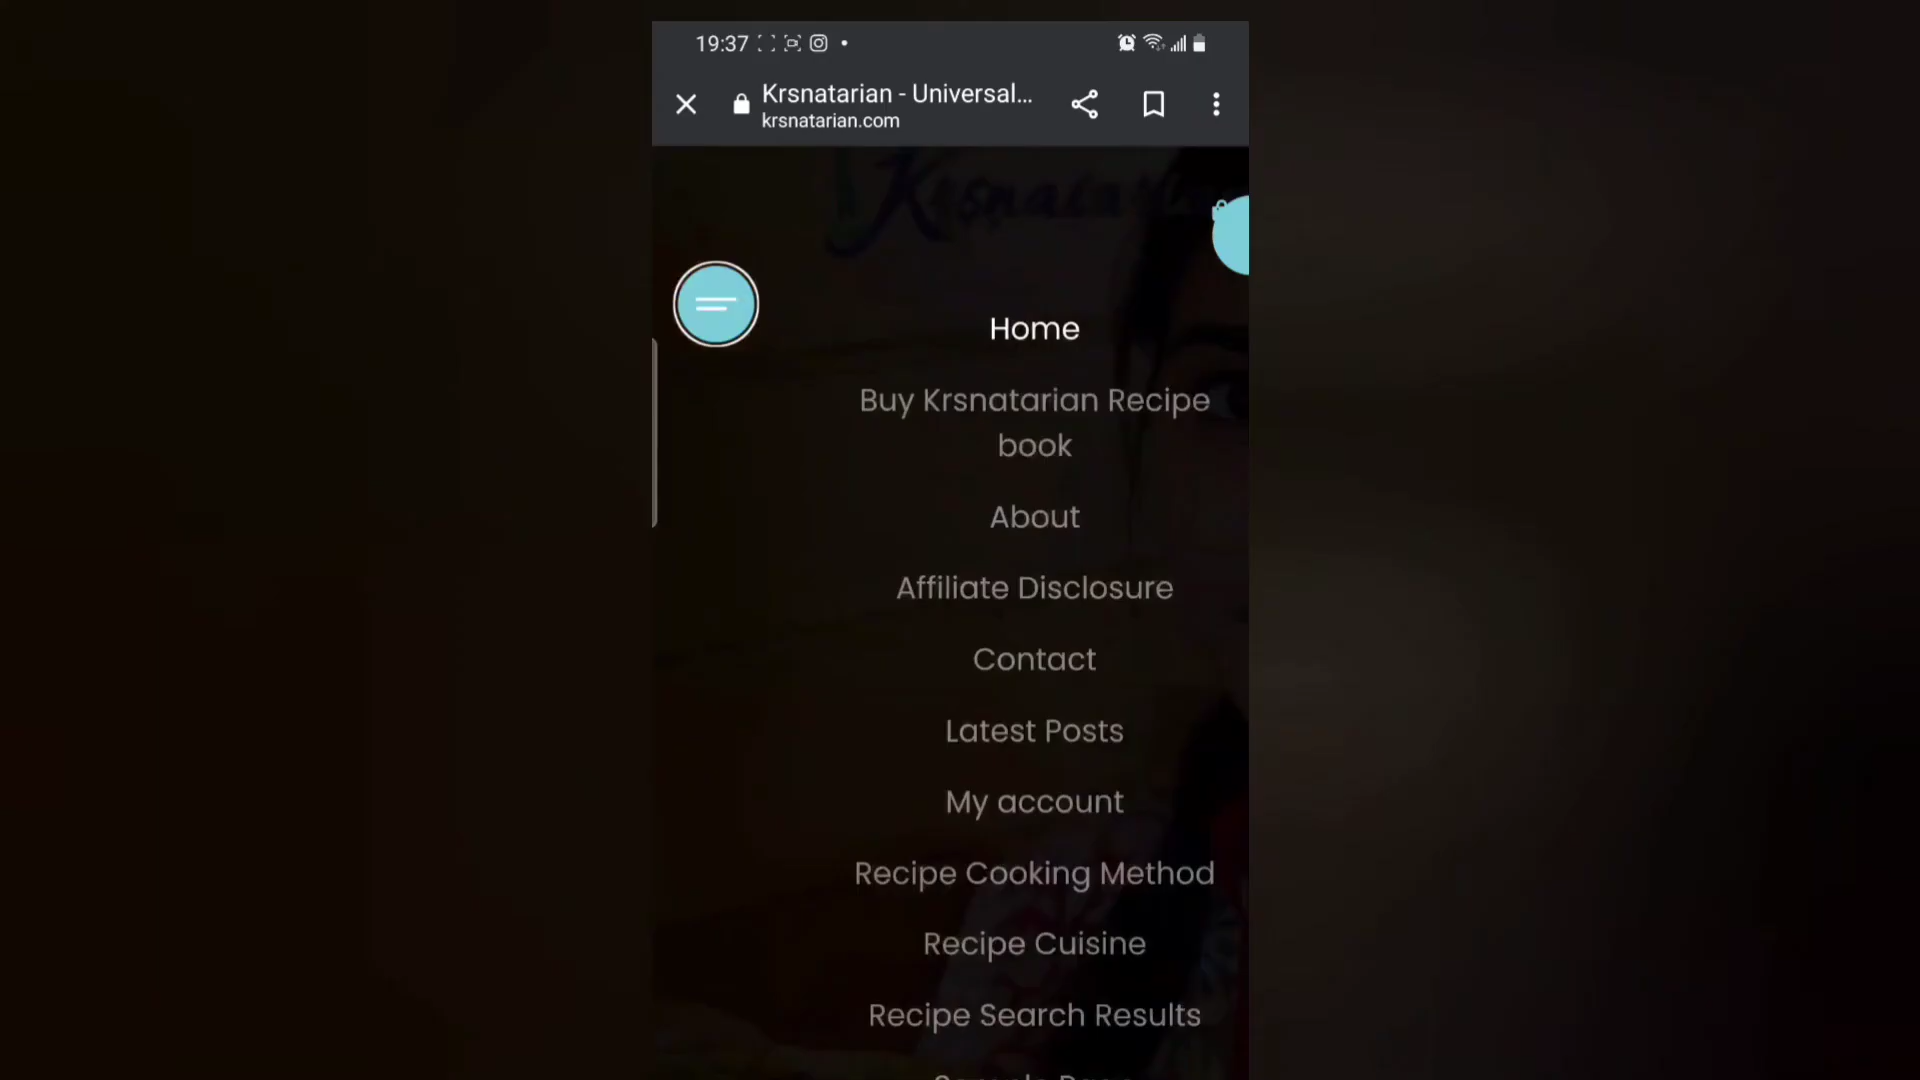 19:37
Krsnatarian - Universal...
krsnatarian.com
Krsnatarian
Home
Buy Krsnatarian Recipe
book
About
Affiliate Disclosure
Contact
Latest Posts
My account
Recipe Cooking Method
Recipe Cuisine
Recipe Search Results